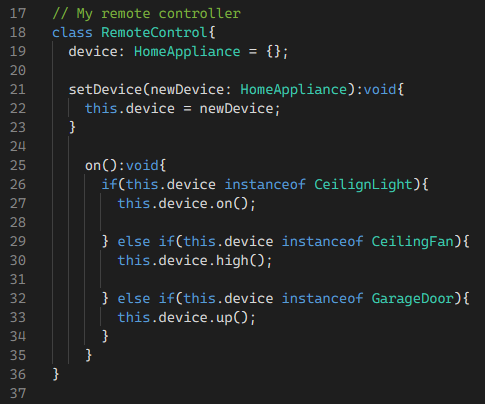 17 // My remote controller
18 class RemoteControl{
19 device: HomeAppliance = {};
20
21 setDevice(newDevice: HomeAppliance):void{
22 this.device = newDevice;
23 }
24
25 on():void{
26 if(this.device instanceof CeilignLight){
27 this.device.on();
28
29 } else if(this.device instanceof CeilingFan){
30 this.device.high();
31
32 } else if(this.device instanceof GarageDoor){
33 this.device.up();
34 }
35 }
36 }
37